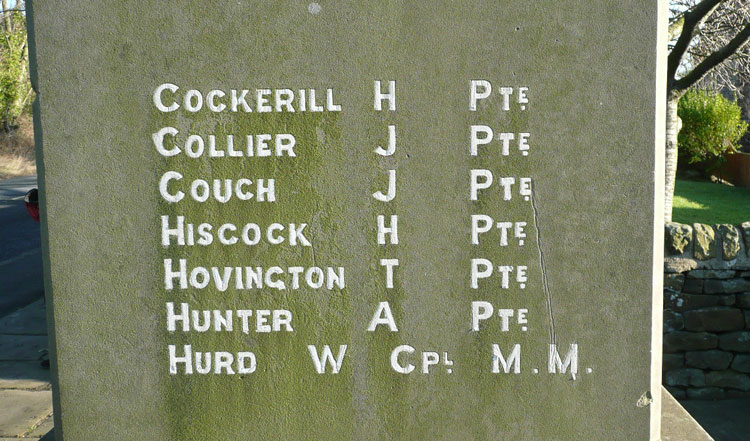 COCKERILL H PTE
COLLIER J PTE
COUCH J PTE
HISCOCK H PTE
HOVINGTON T PTE
HUNTER A PTE
HURD W CPL M.M.